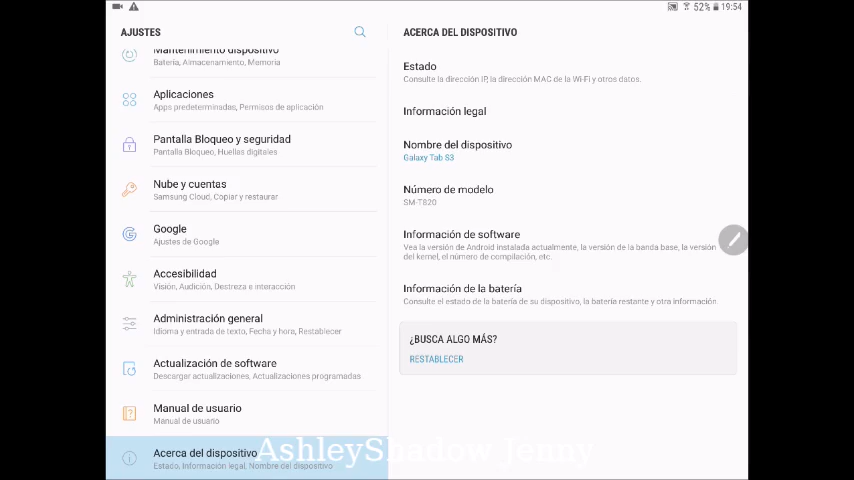 52% 19:54
AJUSTES
Mantenimiento dispositivo
Batería, Almacenamiento, Memoria
Aplicaciones
Apps predeterminadas, Permisos de aplicación
Pantalla Bloqueo y seguridad
Pantalla Bloqueo, Huellas digitales
Nube y cuentas
Samsung Cloud, Copiar y restaurar
Google
Ajustes de Google
Accesibilidad
Visión, Audición, Destreza e interacción
Administración general
Idioma y entrada de texto, Fecha y hora, Restablecer
Actualización de software
Descargar actualizaciones, Actualizaciones programadas
Manual de usuario
Manual de usuario
Acerca del dispositivo
Estado, Información legal, Nombre del dispositivo
ACERCA DEL DISPOSITIVO
Estado
Consulte la dirección IP, la dirección MAC de la Wi-Fi y otros datos.
Información legal
Nombre del dispositivo
Galaxy Tab S3
Número de modelo
SM-T820
Información de software
Vea la versión de Android instalada actualmente, la versión de la banda base, la versión
del kernel, el número de compilación, etc.
Información de la batería
Consulte el estado de la batería de su dispositivo, la batería restante y otra información
¿BUSCA ALGO MÁS?
RESTABLECER
AshleyShadow Jenny